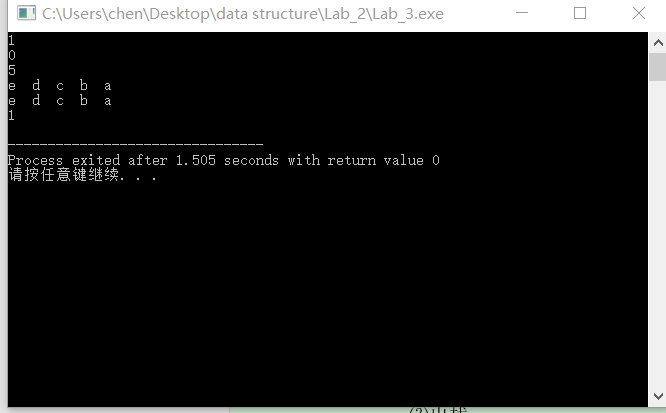 C:\Users\chen\Desktop\data structure\Lab_2\Lab_3.exe
1
0
5
e d c b a
e d c b a
1
--------------------------------
Process exited after 1.505 seconds with return value 0
请按任意键继续. . .